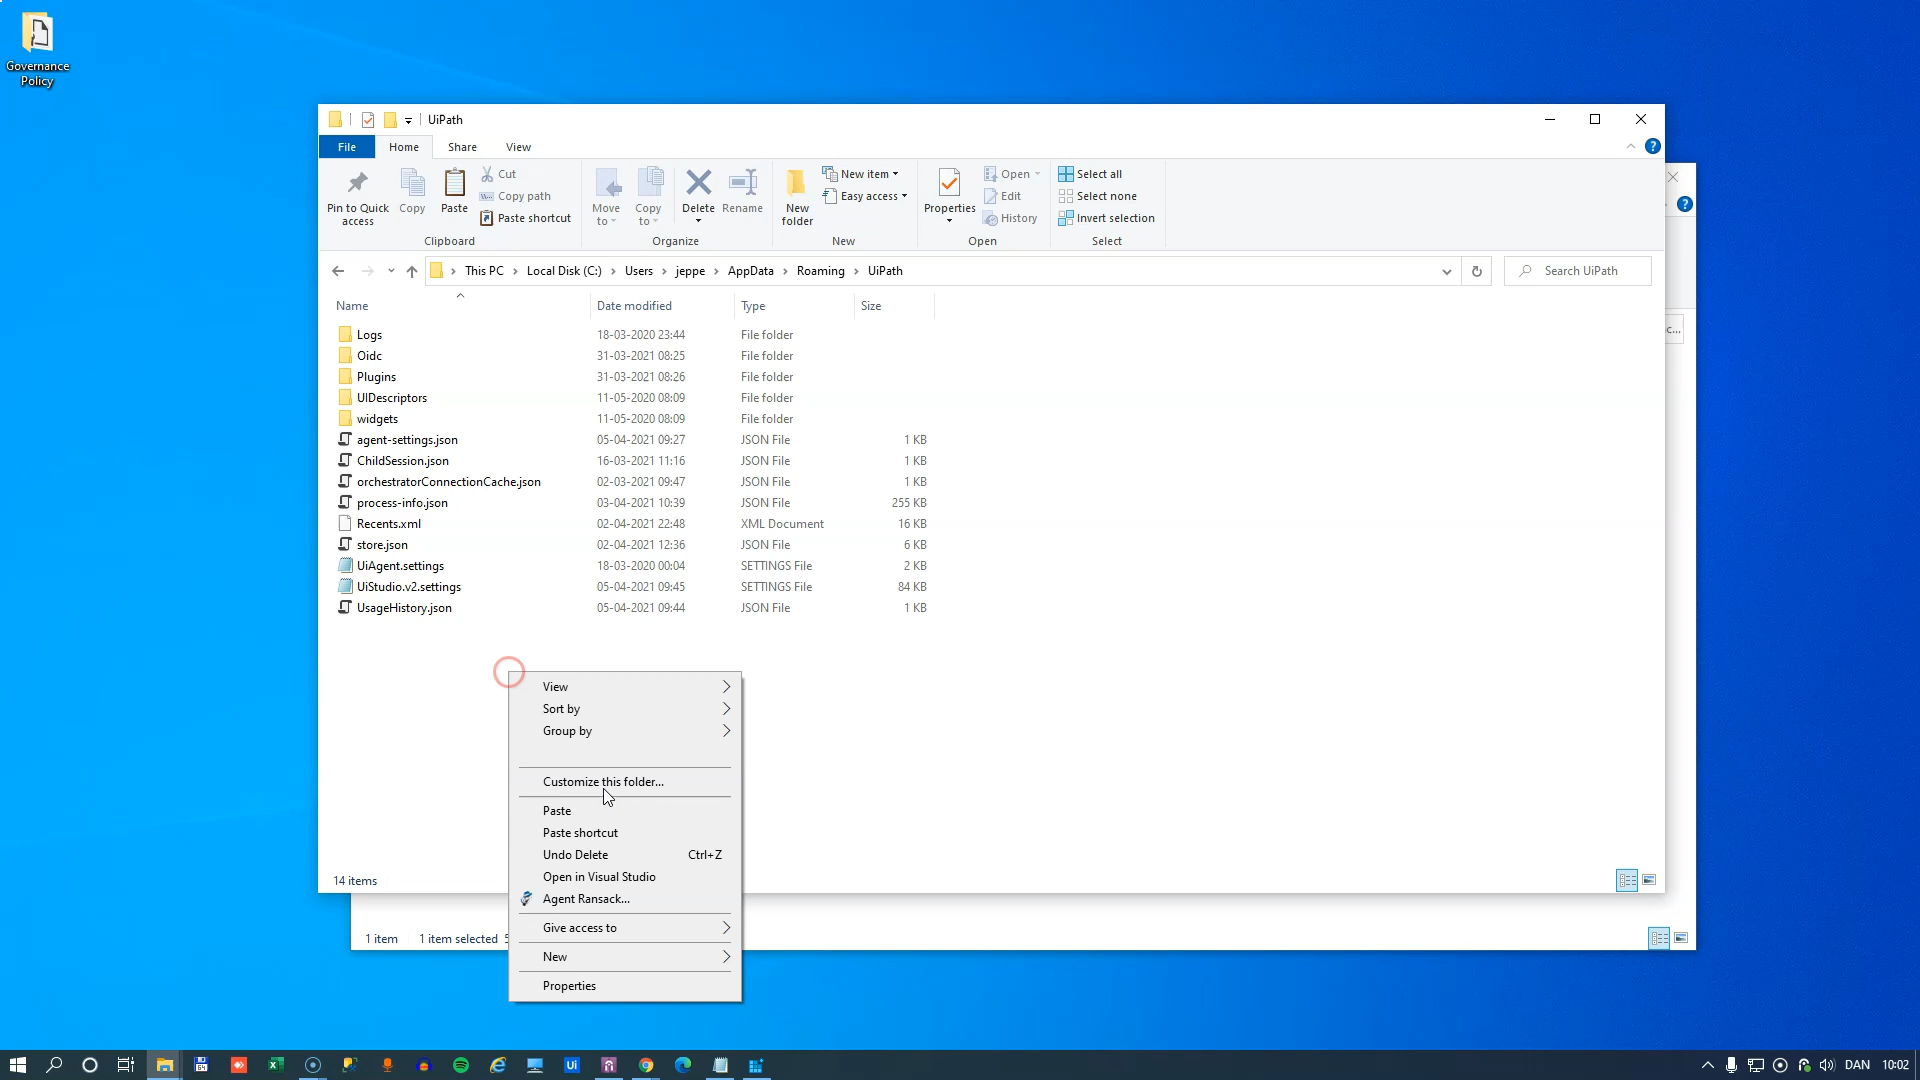 Governance
Policy
UiPath
File Home Share View
Pin to Quick
access
Copy
Paste
Cut
Copy path
Paste shortcut
Clipboard
Move
to
Copy
to
Delete
Rename
Organize
New
folder
New item
Easy access
New
Properties
Open
Edit
History
Open
Select all
Select none
Invert selection
Select
This PC Local Disk (C:) Users jeppe AppData Roaming UiPath
Search UiPath
c...
Name Date modified Type Size
Logs 18-03-2020 23:44 File folder
Oidc 31-03-2021 08:25 File folder
Plugins 31-03-2021 08:26 File folder
UIDescriptors 11-05-2020 08:09 File folder
widgets 11-05-2020 08:09 File folder
agent-settings.json 05-04-2021 09:27 JSON File 1 KB
ChildSession.json 16-03-2021 11:16 JSON File 1 KB
orchestratorConnectionCache.json 02-03-2021 09:47 JSON File 1 KB
process-info.json 03-04-2021 10:39 JSON File 255 KB
Recents.xml 02-04-2021 22:48 XML Document 16 KB
store.json 02-04-2021 12:36 JSON File 6 KB
UiAgent.settings 18-03-2020 00:04 SETTINGS File 2 KB
UiStudio.v2.settings 05-04-2021 09:45 SETTINGS File 84 KB
UsageHistory.json 05-04-2021 09:44 JSON File 1 KB
View
Sort by
Group by
Customize this folder...
Paste
Paste shortcut
Undo Delete Ctrl+Z
Open in Visual Studio
Agent Ransack...
Give access to
New
Properties
14 items
1 item 1 item selected
Ui
DAN 10:02